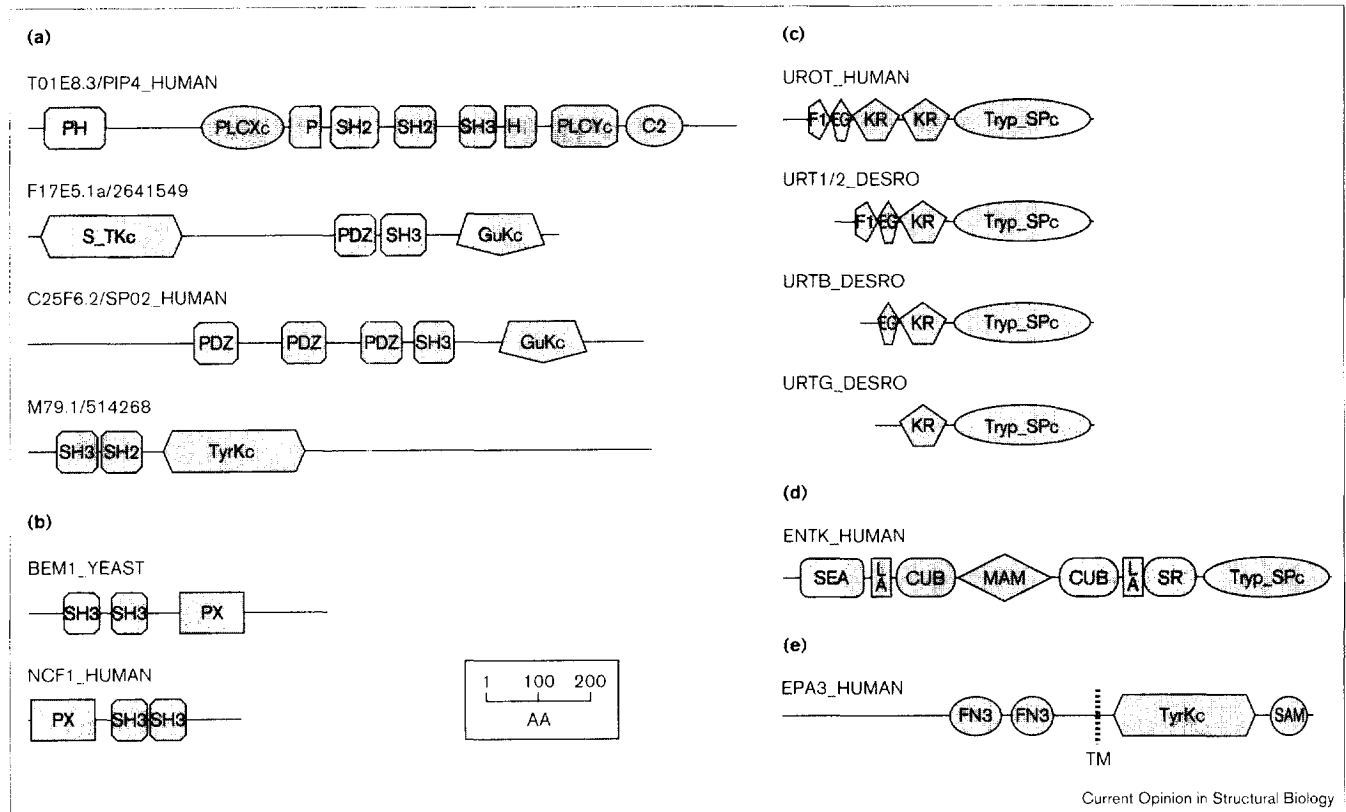 (a)
T01E8.3/PIP4_HUMAN
PH PLCXc P SH2 SH2 SH3 H PLCYc C2
F17E5.1a/2641549
S_TKc PDZ SH3 GuKc
C25F6.2/SP02_HUMAN
PDZ PDZ PDZ SH3 GuKc
M79.1/514268
SH3 SH2 TyrKc
(b)
BEM1_YEAST
SH3 SH3 PX
NCF1_HUMAN
PX SH3 SH3
1 100 200
AA
(c)
UROT_HUMAN
F1 EG KR KR Tryp_SPc
URT1/2_DESRO
F1 EG KR Tryp_SPc
URTB_DESRO
EG KR Tryp_SPc
URTG_DESRO
KR Tryp_SPc
(d)
ENTK_HUMAN
SEA LA CUB MAM CUB LA SR Tryp_SPc
(e)
EPA3_HUMAN
FN3 FN3 TyrKc SAM
TM
Current Opinion in Structural Biology